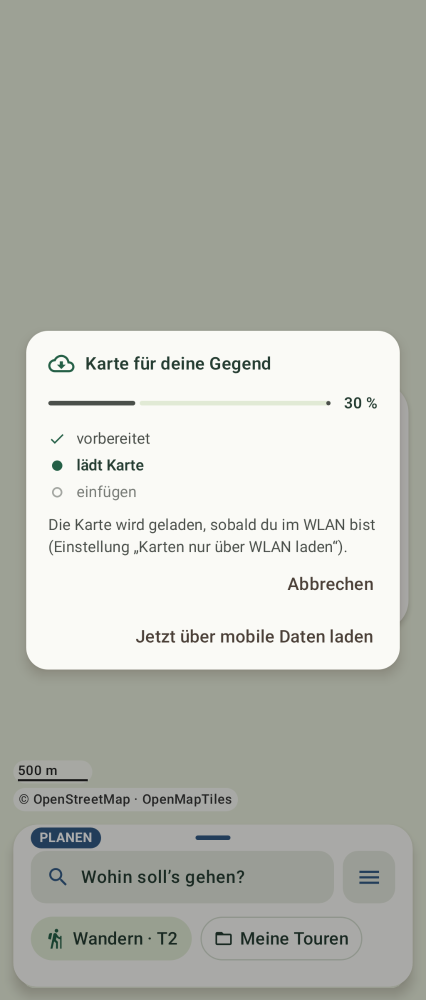 Karte für deine Gegend
30 %
vorbereitet
lädt Karte
einfügen
Die Karte wird geladen, sobald du im WLAN bist
(Einstellung „Karten nur über WLAN laden“).
Abbrechen
Jetzt über mobile Daten laden
500 m
© OpenStreetMap · OpenMapTiles
PLANEN
Wohin soll’s gehen?
Wandern · T2
Meine Touren